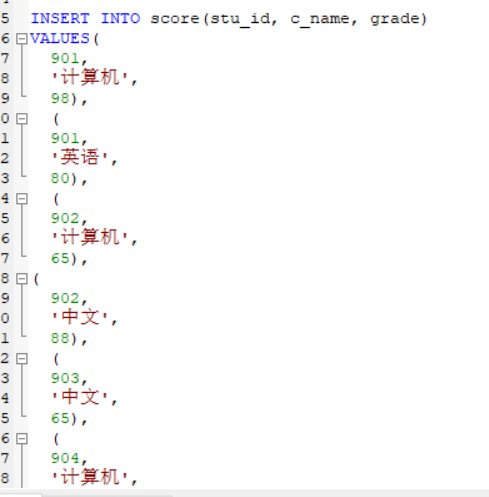 5 INSERT INTO score(stu_id, c_name, grade)
6 VALUES(
7 901,
8 '计算机',
9 98),
0 (
1 901,
2 '英语',
3 80),
4 (
5 902,
6 '计算机',
7 65),
8 (
9 902,
0 '中文',
1 88),
2 (
3 903,
4 '中文',
5 65),
6 (
7 904,
8 '计算机',